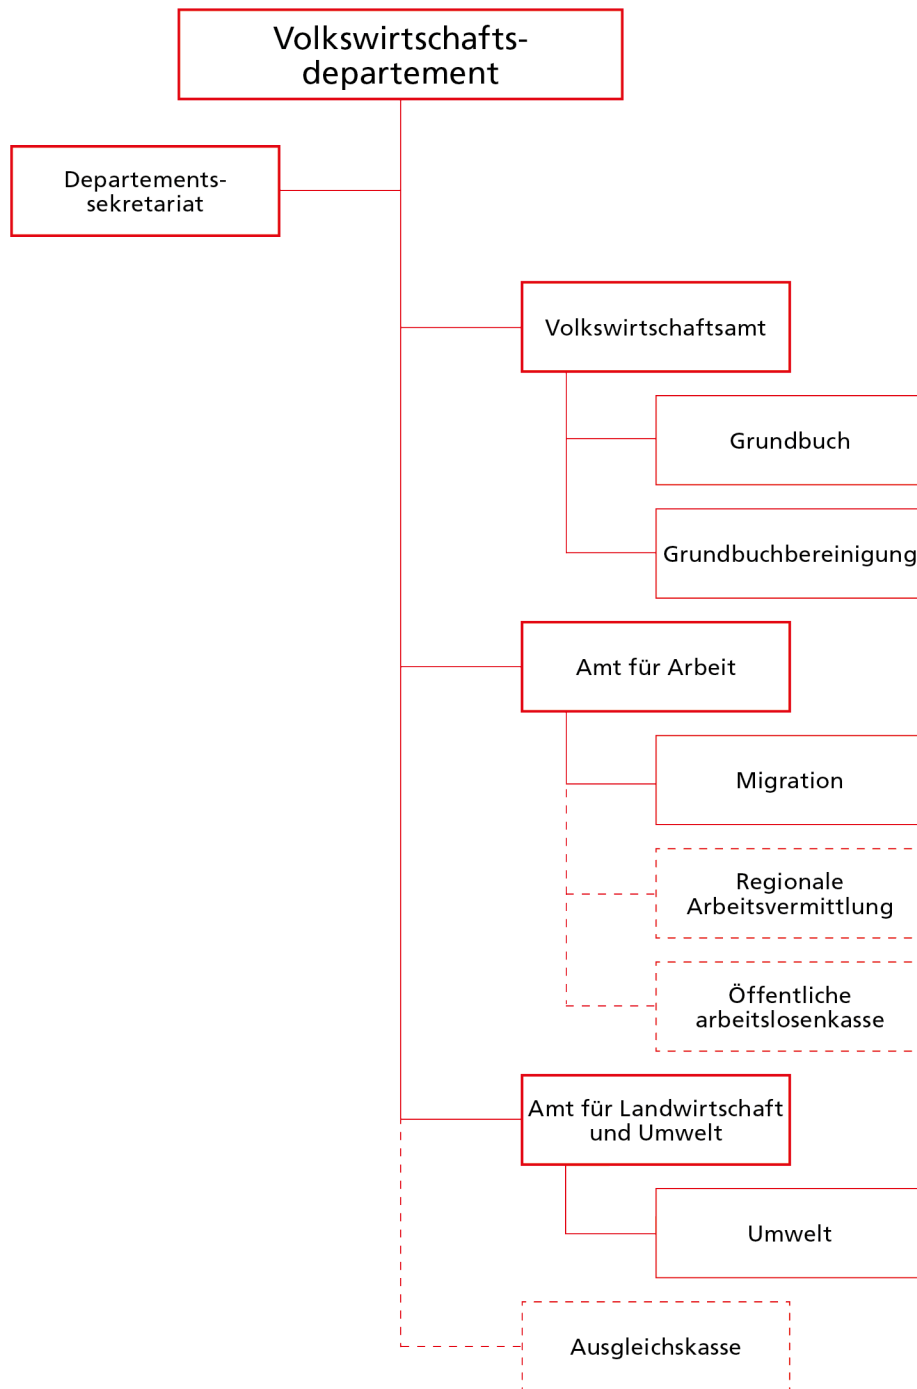 Volkswirtschafts-
departement
Departements-
sekretariat
Volkswirtschaftsamt
Grundbuch
Grundbuchbereinigung
Amt für Arbeit
Migration
Regionale
Arbeitsvermittlung
Öffentliche
arbeitslosenkasse
Amt für Landwirtschaft
und Umwelt
Umwelt
Ausgleichskasse